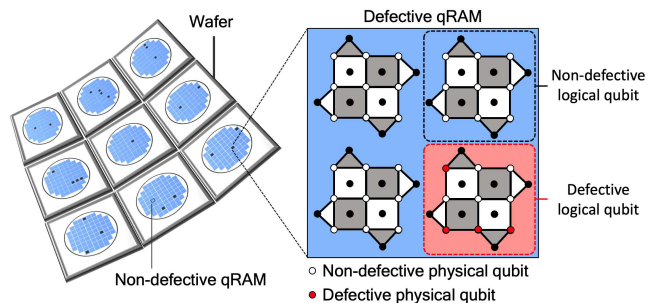 Wafer
Defective qRAM
Non-defective
logical qubit
Defective
logical qubit
Non-defective qRAM
Non-defective physical qubit
Defective physical qubit